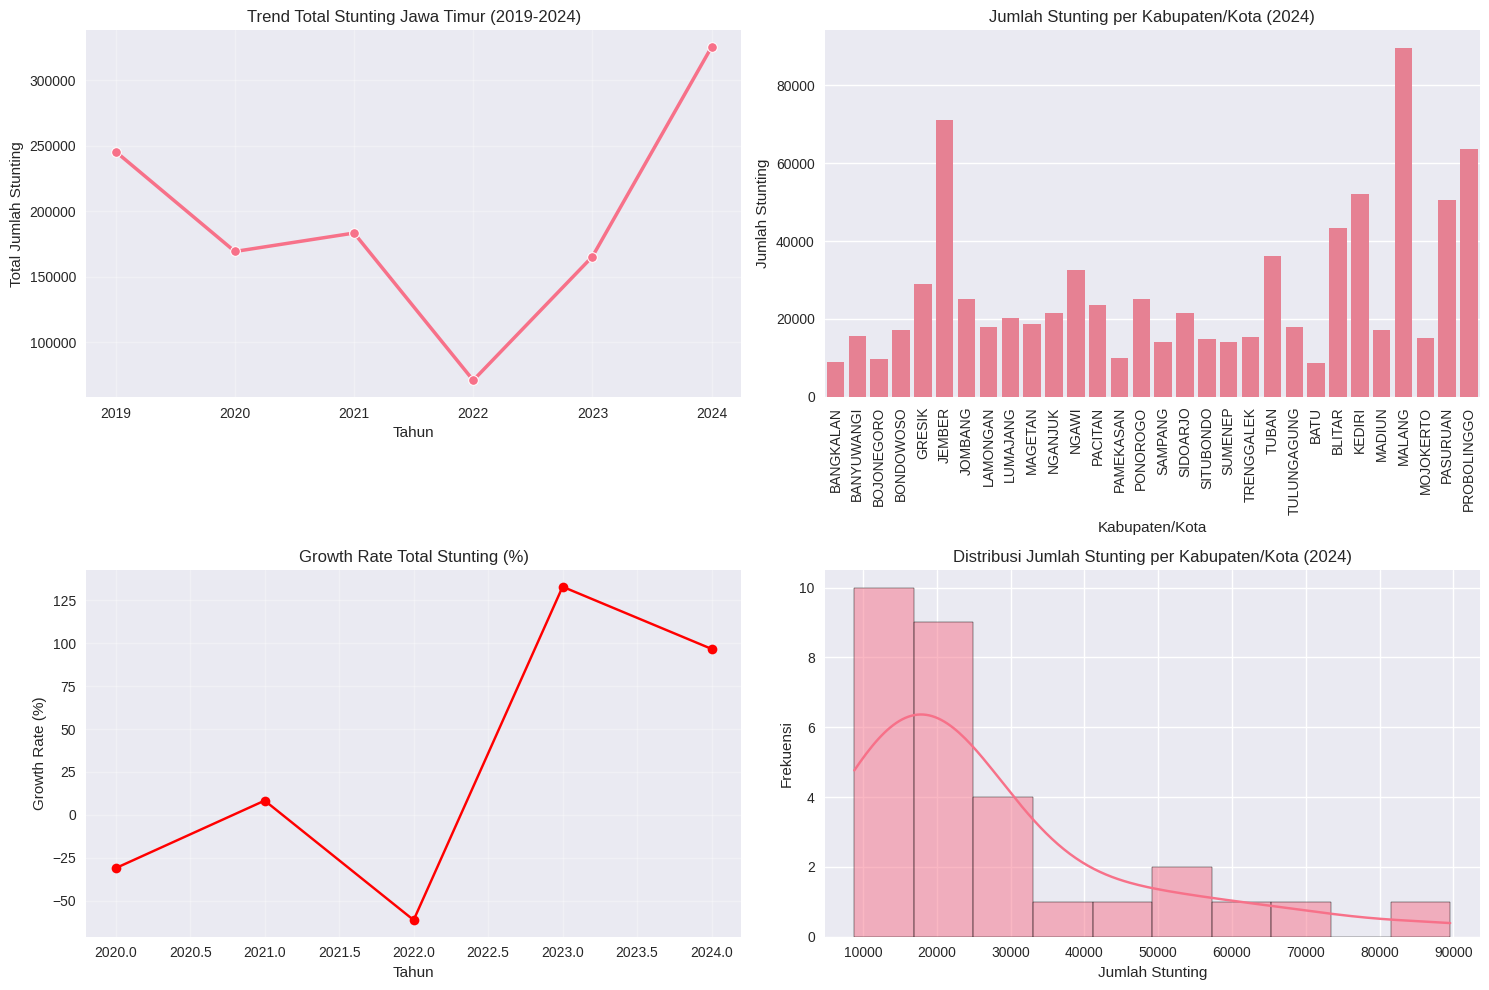 Trend Total Stunting Jawa Timur (2019-2024)
Total Jumlah Stunting
300000
250000
200000
150000
100000
2019 2020 2021 2022 2023 2024
Tahun
Jumlah Stunting per Kabupaten/Kota (2024)
Jumlah Stunting
80000
60000
40000
20000
0
BANGKALAN
BANYUWANGI
BOJONEGORO
BONDOWOSO
GRESIK
JEMBER
JOMBANG
LAMONGAN
LUMAJANG
MAGETAN
NGANJUK
NGAWI
PACITAN
PAMEKASAN
PONOROGO
SAMPANG
SIDOARJO
SITUBONDO
SUMENEP
TRENGGALEK
TUBAN
TULUNGAGUNG
BATU
BLITAR
KEDIRI
MADIUN
MALANG
MOJOKERTO
PASURUAN
PROBOLINGGO
Kabupaten/Kota
Growth Rate Total Stunting (%)
Growth Rate (%)
125
100
75
50
25
0
−25
−50
2020.0 2020.5 2021.0 2021.5 2022.0 2022.5 2023.0 2023.5 2024.0
Tahun
Distribusi Jumlah Stunting per Kabupaten/Kota (2024)
Frekuensi
10
8
6
4
2
0
10000 20000 30000 40000 50000 60000 70000 80000 90000
Jumlah Stunting